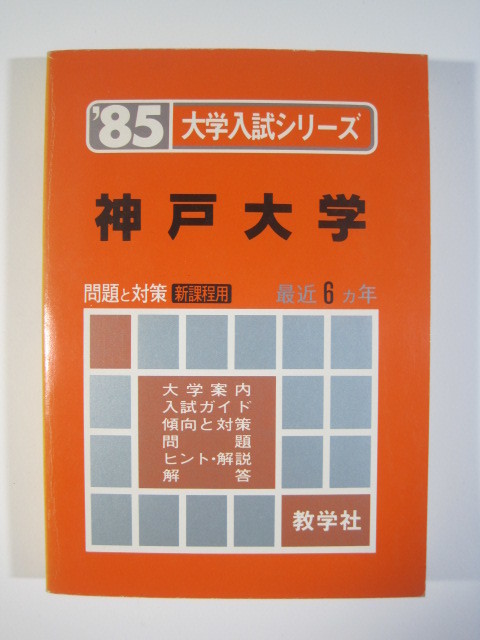 '85 大学入試シリーズ
神戸大学
問題と対策 新課程用 最近6ヵ年
大学案内
入試ガイド
傾向と対策
問題
ヒント・解説
解答
教学社